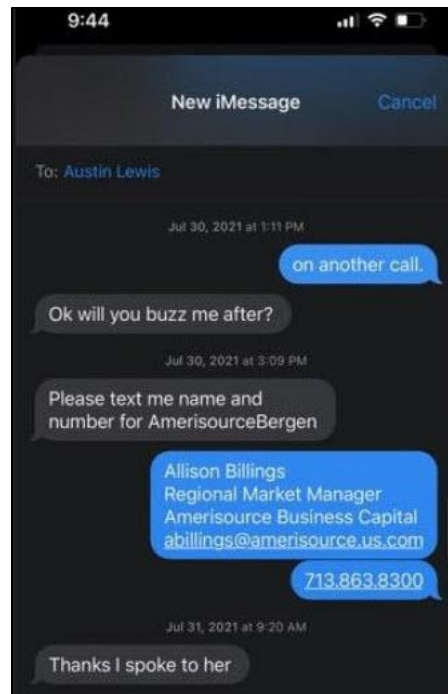 9:44
New iMessage
Cancel
To: Austin Lewis
Jul 30, 2021 at 1:11 PM
on another call.
Ok will you buzz me after?
Jul 30, 2021 at 3:09 PM
Please text me name and
number for AmerisourceBergen
Allison Billings
Regional Market Manager
Amerisource Business Capital
abillings@amerisource.us.com
713.863.8300
Jul 31, 2021 at 9:20 AM
Thanks I spoke to her